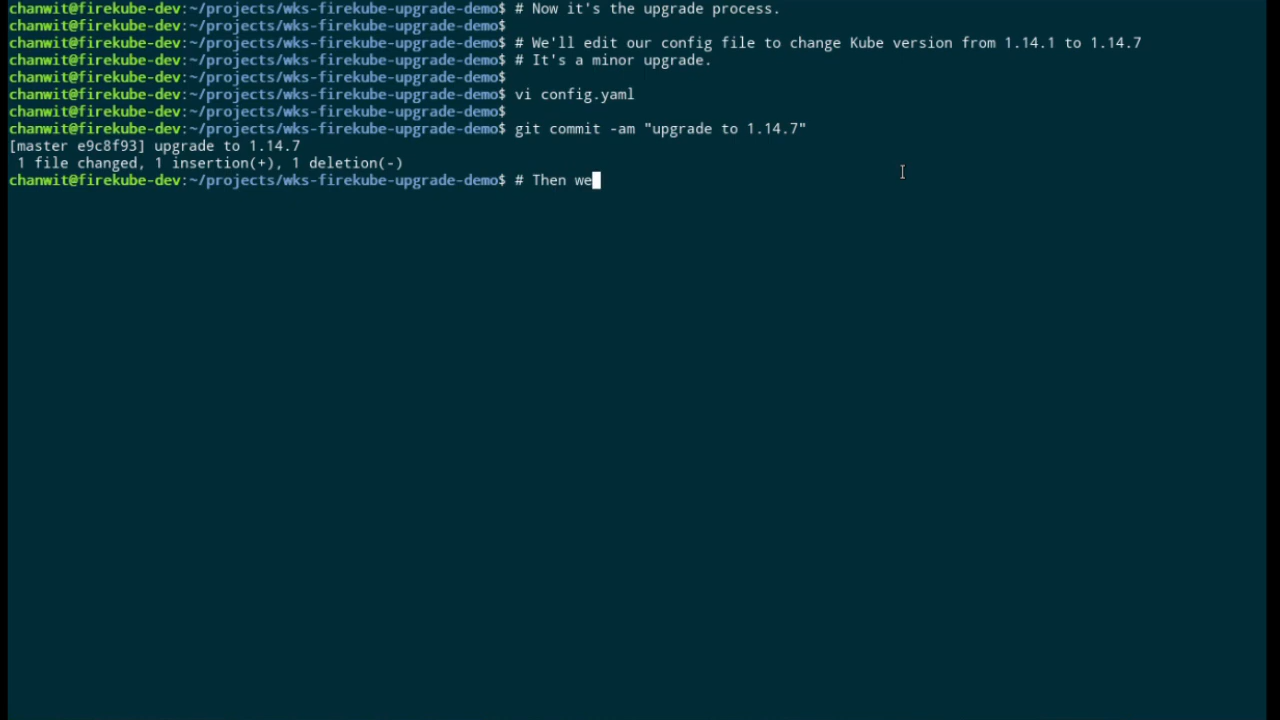 chanwit@firekube-dev:~/projects/wks-firekube-upgrade-demo$ # Now it's the upgrade process.
chanwit@firekube-dev:~/projects/wks-firekube-upgrade-demo$
chanwit@firekube-dev:~/projects/wks-firekube-upgrade-demo$ # We'll edit our config file to change Kube version from 1.14.1 to 1.14.7
chanwit@firekube-dev:~/projects/wks-firekube-upgrade-demo$ # It's a minor upgrade.
chanwit@firekube-dev:~/projects/wks-firekube-upgrade-demo$
chanwit@firekube-dev:~/projects/wks-firekube-upgrade-demo$ vi config.yaml
chanwit@firekube-dev:~/projects/wks-firekube-upgrade-demo$
chanwit@firekube-dev:~/projects/wks-firekube-upgrade-demo$ git commit -am "upgrade to 1.14.7"
[master e9c8f93] upgrade to 1.14.7
 1 file changed, 1 insertion(+), 1 deletion(-)
chanwit@firekube-dev:~/projects/wks-firekube-upgrade-demo$ # Then we